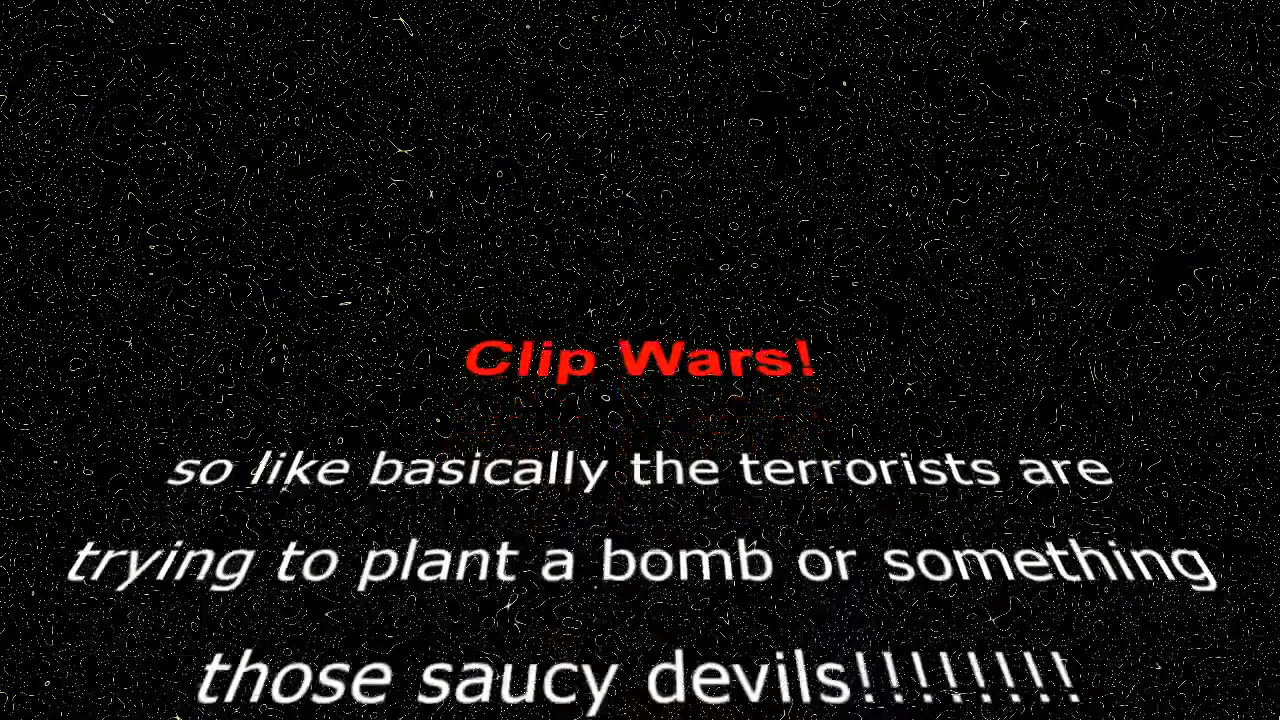 Clip Wars!
so like basically the terrorists are
trying to plant a bomb or something
those saucy devils!!!!!!!!